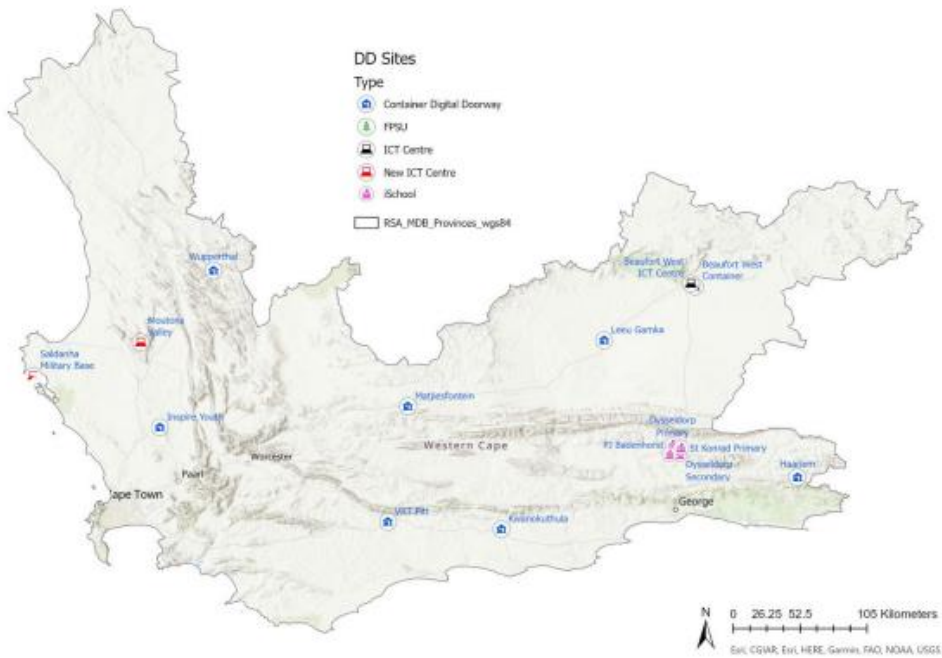 DD Sites
Type
Container Digital Doorway
FPSU
ICT Centre
New ICT Centre
iSchool
RSA_MDB_Provinces_wgs84
Wupperthal
Beaufort West
ICT Centre
Beaufort West
Container
Moutons
Valley
Leeu Gamka
Saldanha
Military Base
Matjiesfontein
Inspire Youth
Dysseldorp
Primary
Western Cape
PJ Badenhorst
St Konrad Primary
Worcester
Dysseldorp
Secondary
Haarlem
Paarl
ape Town
George
Kwanokuthula
N
0 26.25 52.5 105 Kilometers
Esri, CGIAR, Esri, HERE, Garmin, FAO, NOAA, USGS